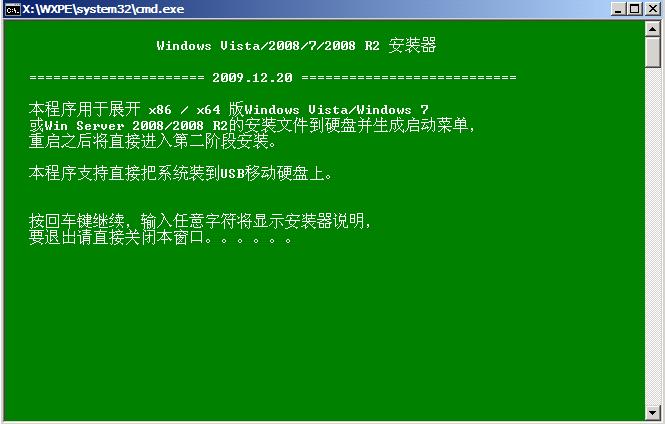 X:\WXPE\system32\cmd.exe
Windows Vista/2008/7/2008 R2 安装器
====================== 2009.12.20 ===========================
本程序用于展开 x86 / x64 版Windows Vista/Windows 7
或Win Server 2008/2008 R2的安装文件到硬盘并生成启动菜单，
重启之后将直接进入第二阶段安装。
本程序支持直接把系统装到USB移动硬盘上。
按回车键继续，输入任意字符将显示安装器说明，
要退出请直接关闭本窗口。。。。。。